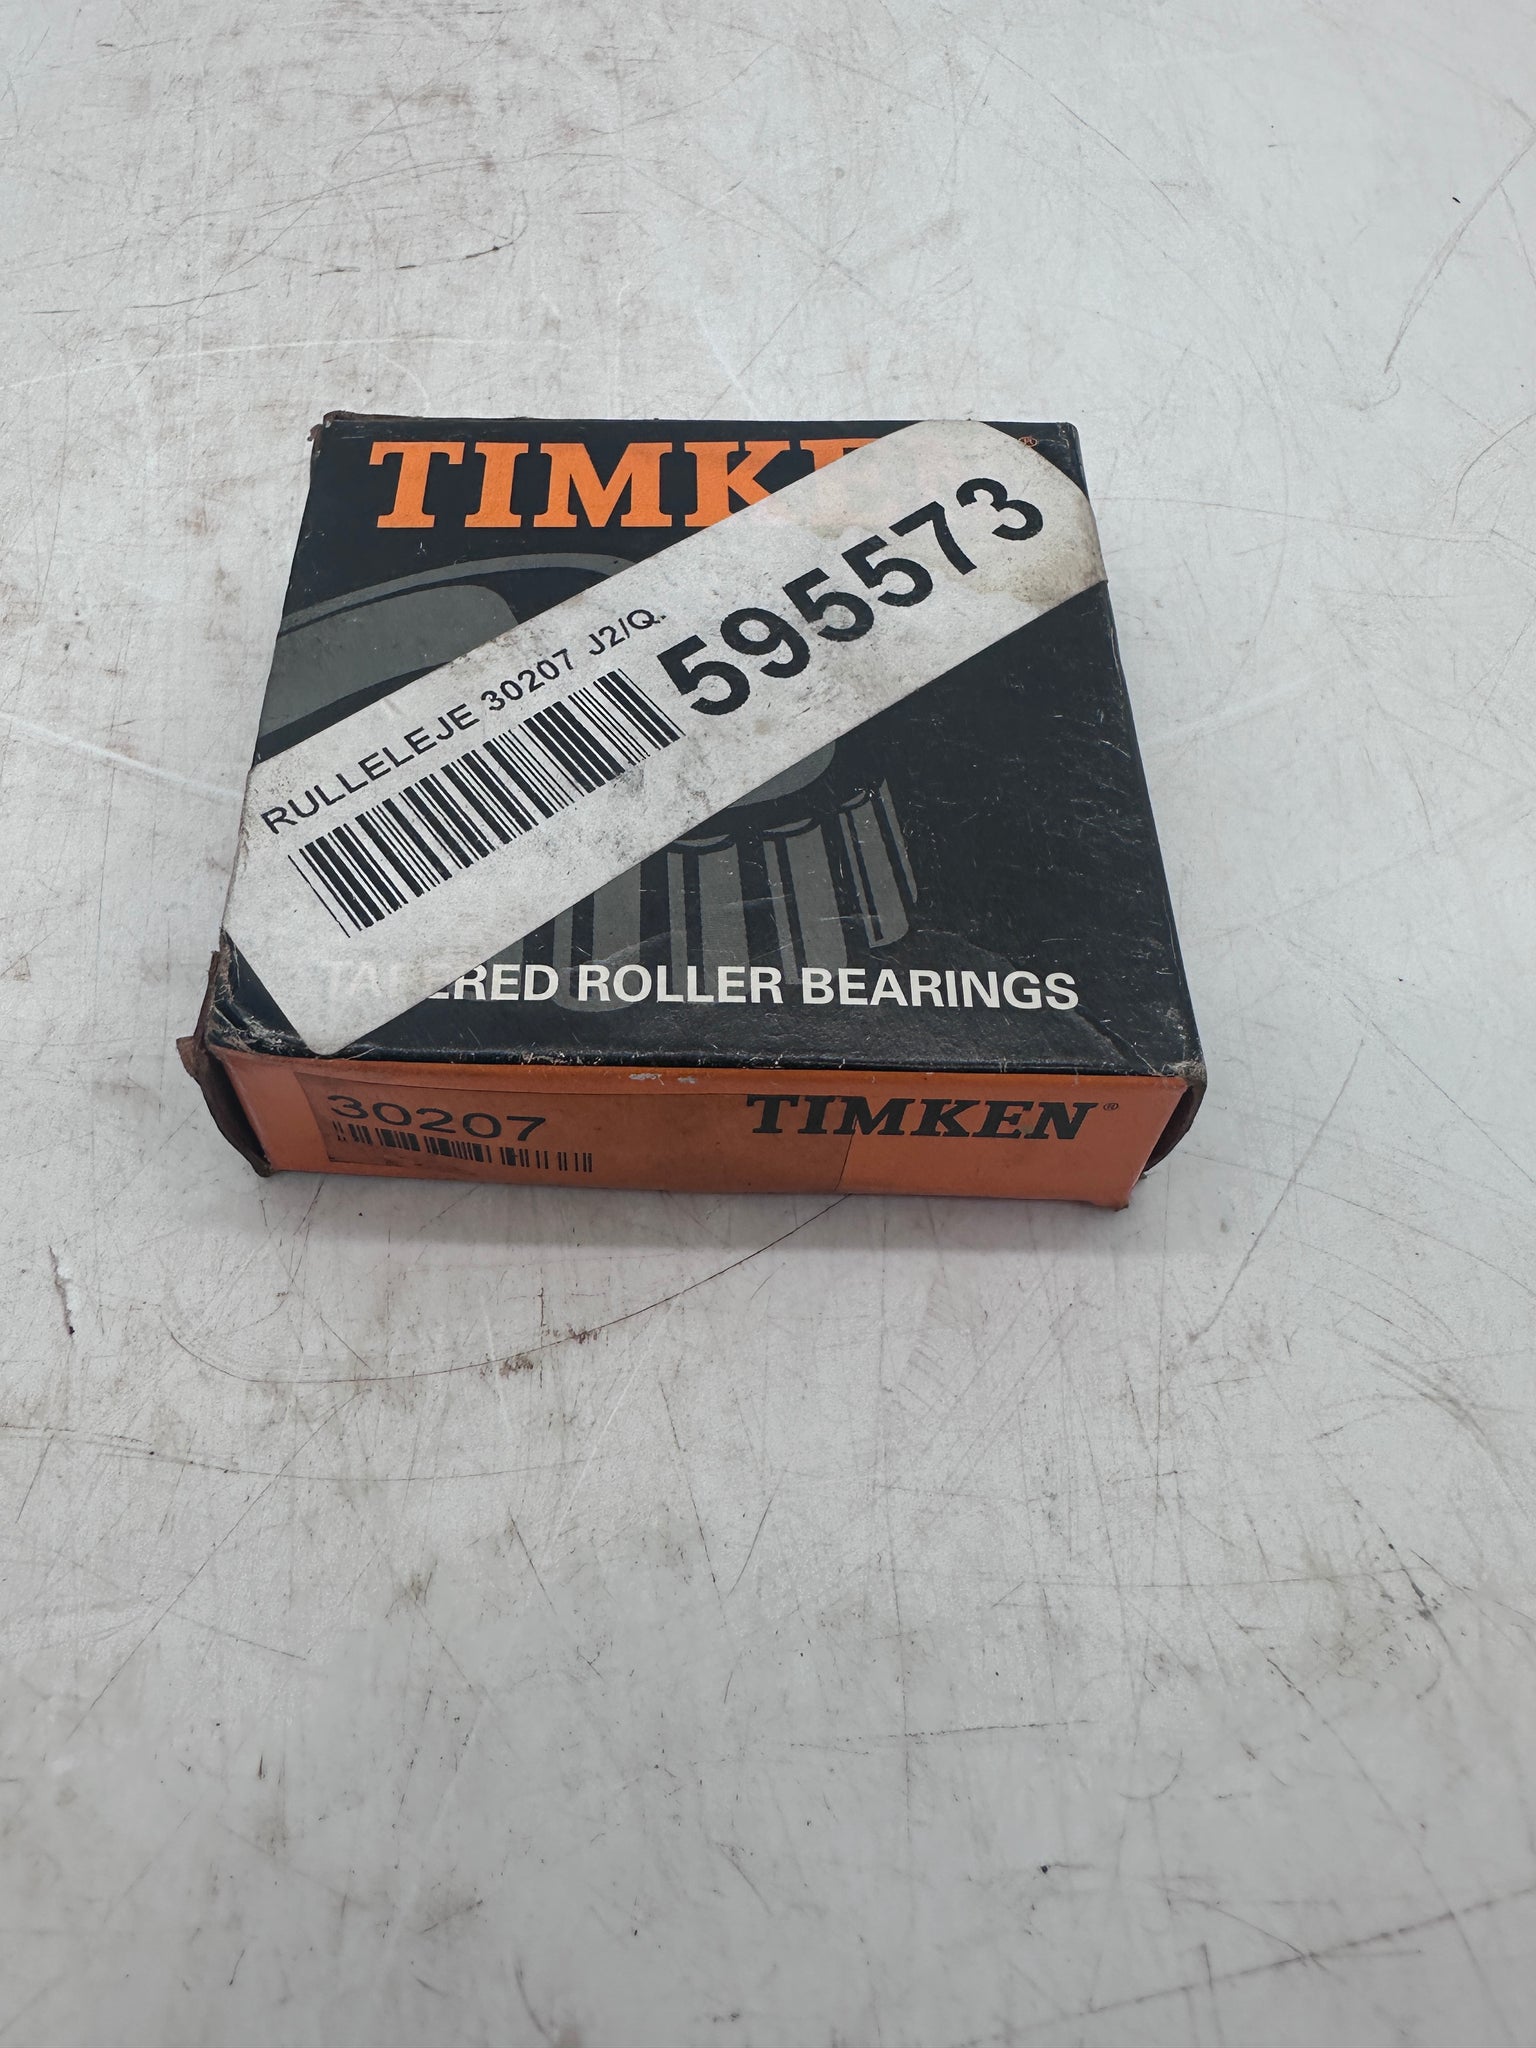 TIMKEN®
595573
RULLELEJE 30207 J2/Q.
TAPERED ROLLER BEARINGS
30207
TIMKEN®